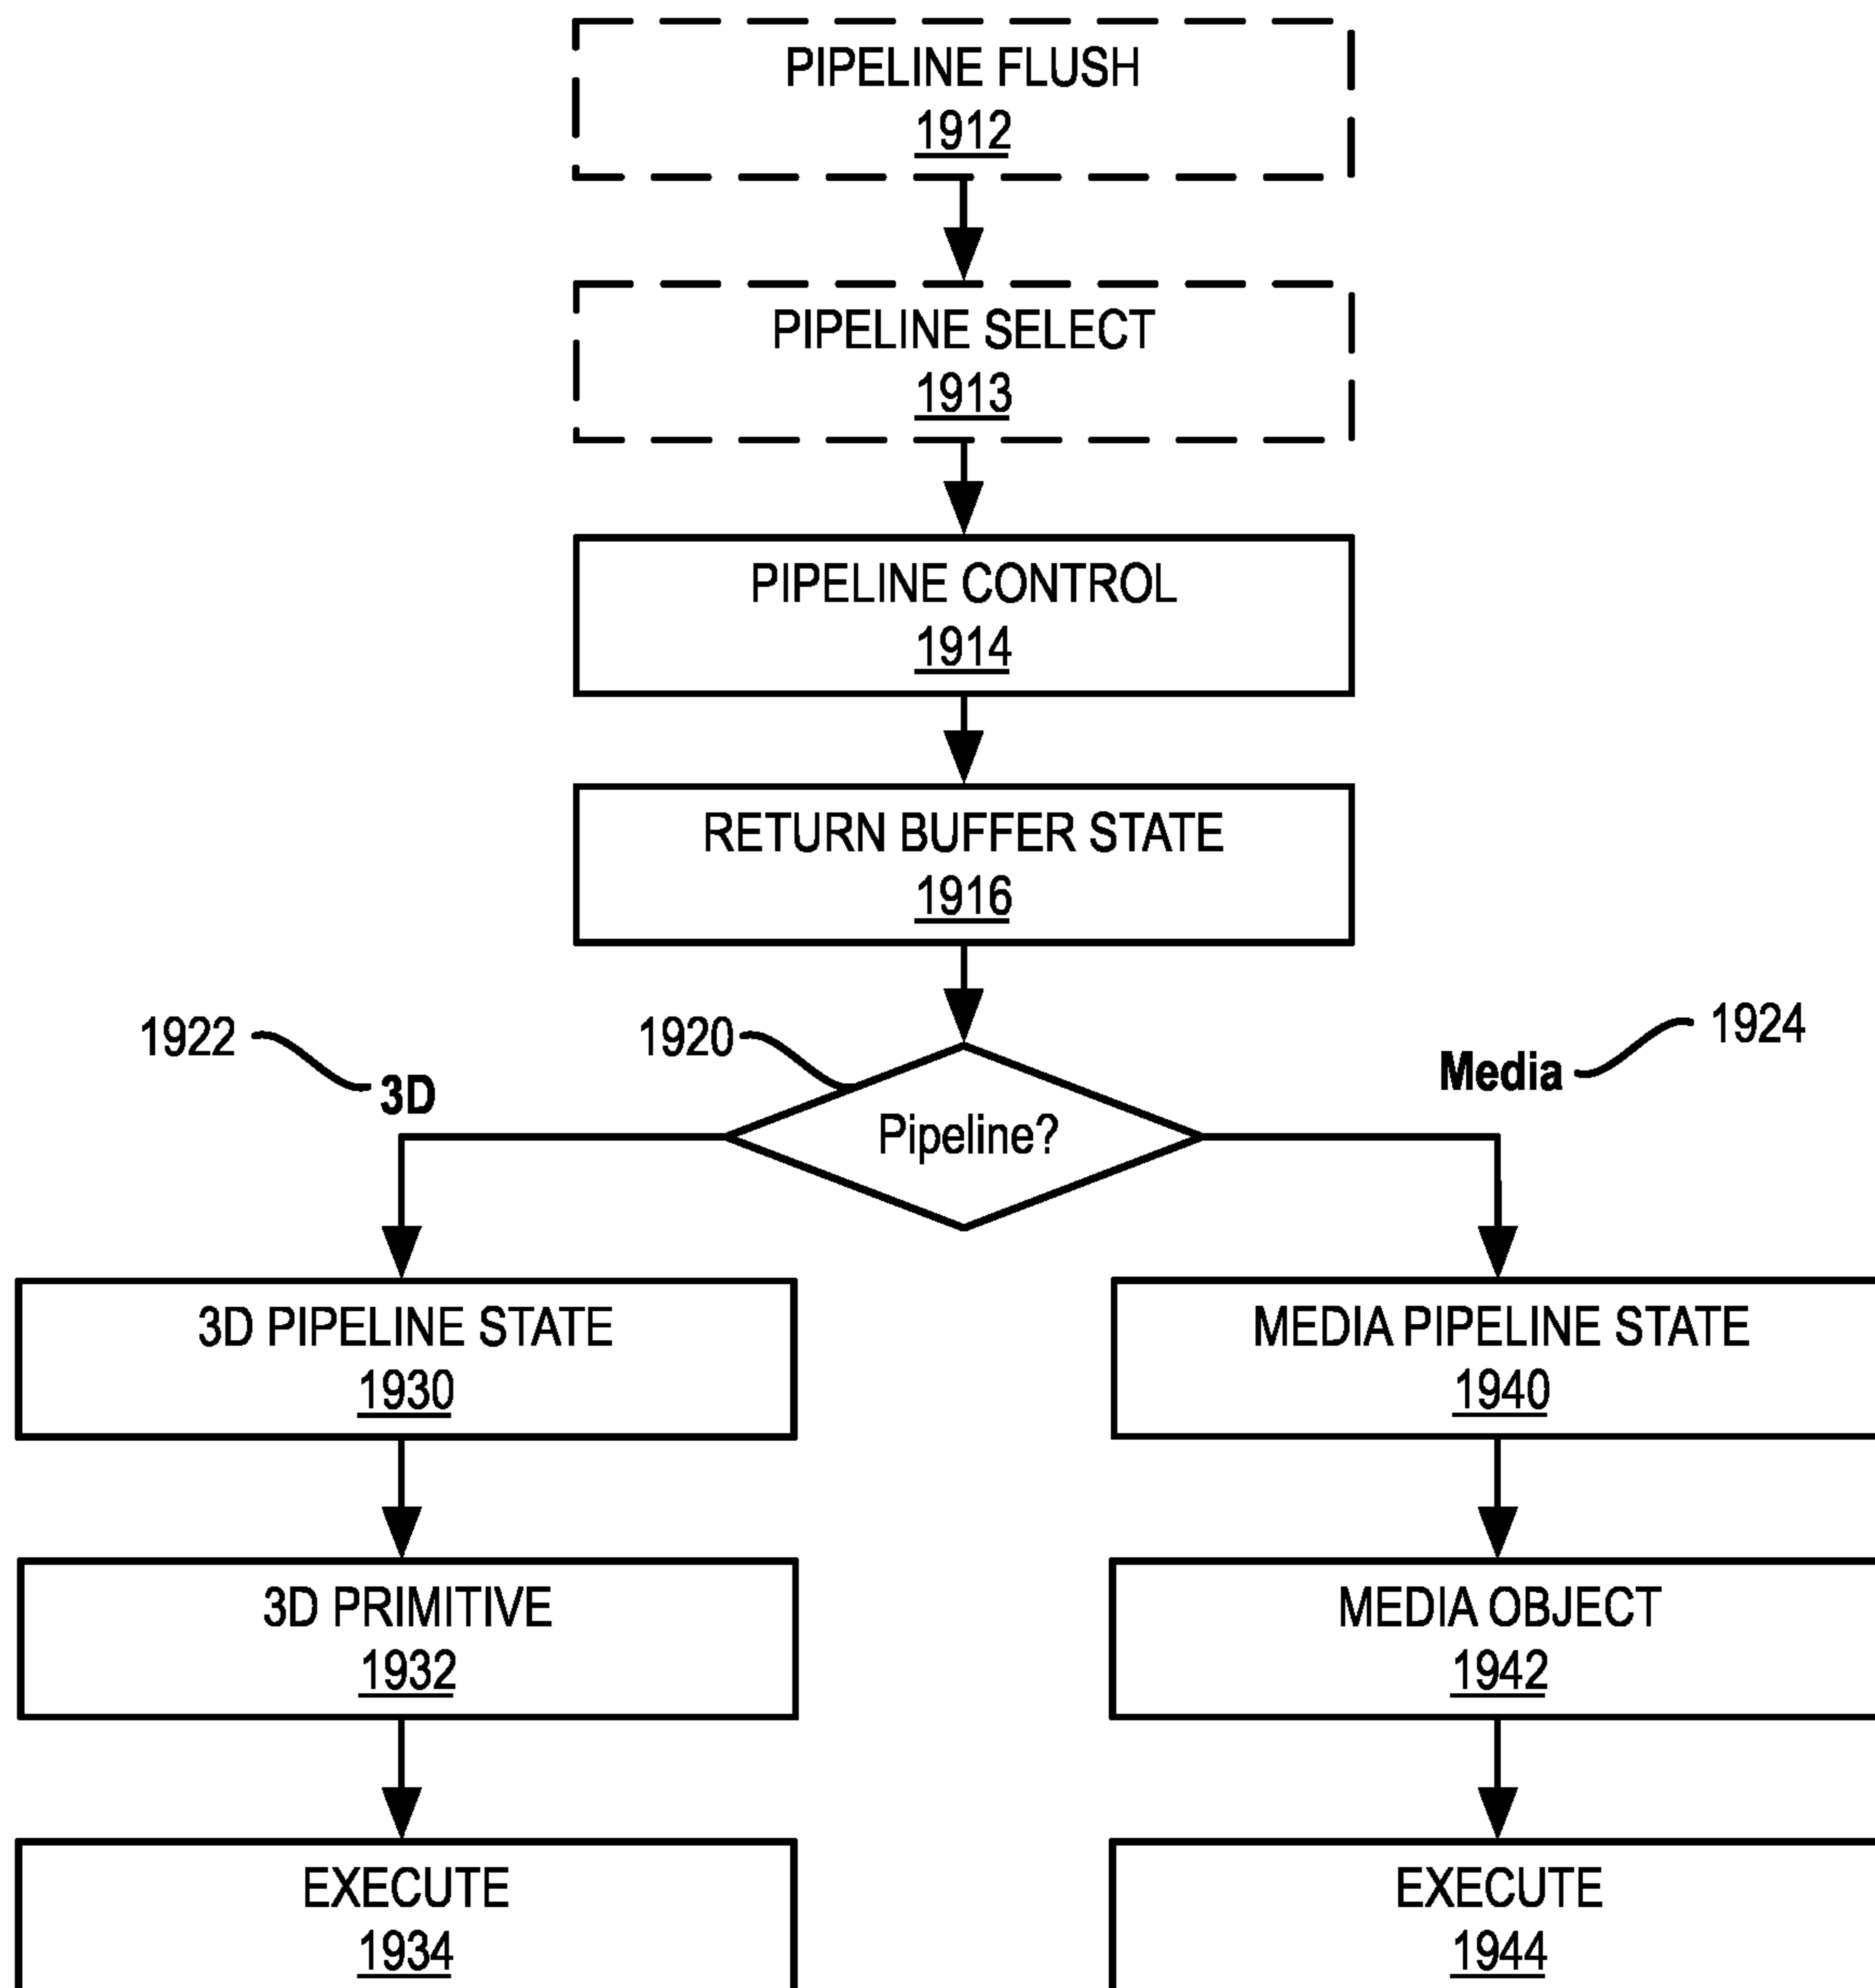 PIPELINE FLUSH
1912
PIPELINE SELECT
1913
PIPELINE CONTROL
1914
RETURN BUFFER STATE
1916
1922
3D
1920
Media
1924
Pipeline?
3D PIPELINE STATE
1930
MEDIA PIPELINE STATE
1940
3D PRIMITIVE
1932
MEDIA OBJECT
1942
EXECUTE
1934
EXECUTE
1944